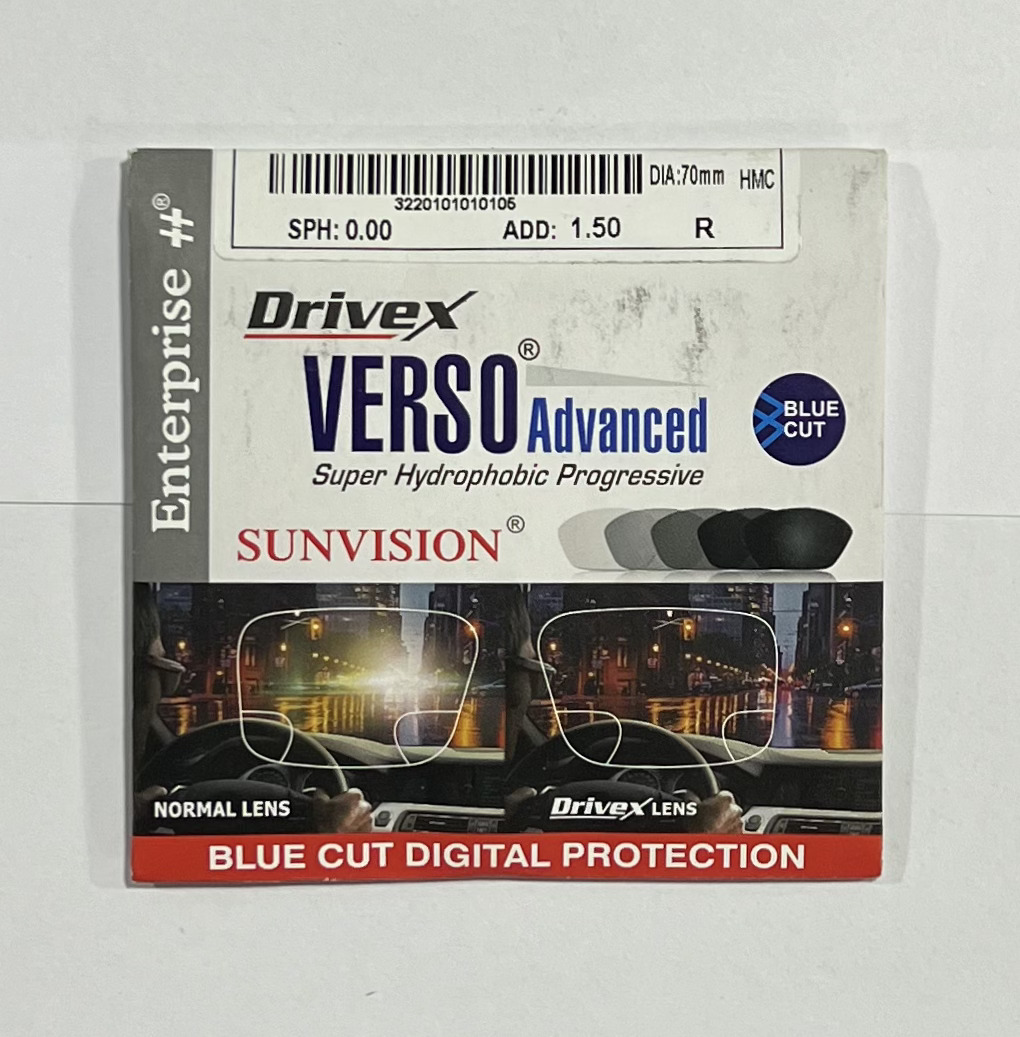 DIA:70mm HMC
3220101010105
SPH: 0.00 ADD: 1.50 R
Enterprise #®
Drivex
VERSO® Advanced
Super Hydrophobic Progressive
BLUE
CUT
SUNVISION®
NORMAL LENS
Drivex LENS
BLUE CUT DIGITAL PROTECTION